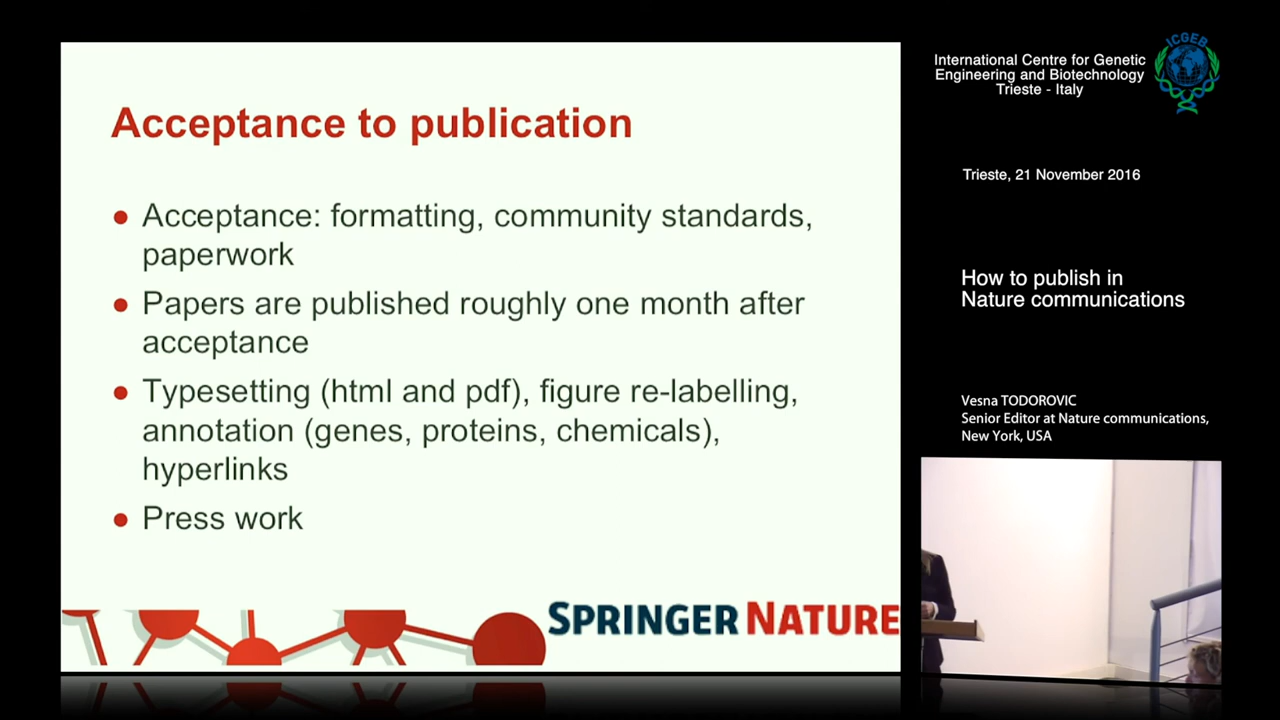 Acceptance to publication
● Acceptance: formatting, community standards,
paperwork
● Papers are published roughly one month after
acceptance
● Typesetting (html and pdf), figure re-labelling,
annotation (genes, proteins, chemicals),
hyperlinks
● Press work
SPRINGER NATURE
International Centre for Genetic
Engineering and Biotechnology
Trieste - Italy
ICGEB
Trieste, 21 November 2016
How to publish in
Nature communications
Vesna TODOROVIC
Senior Editor at Nature communications,
New York, USA